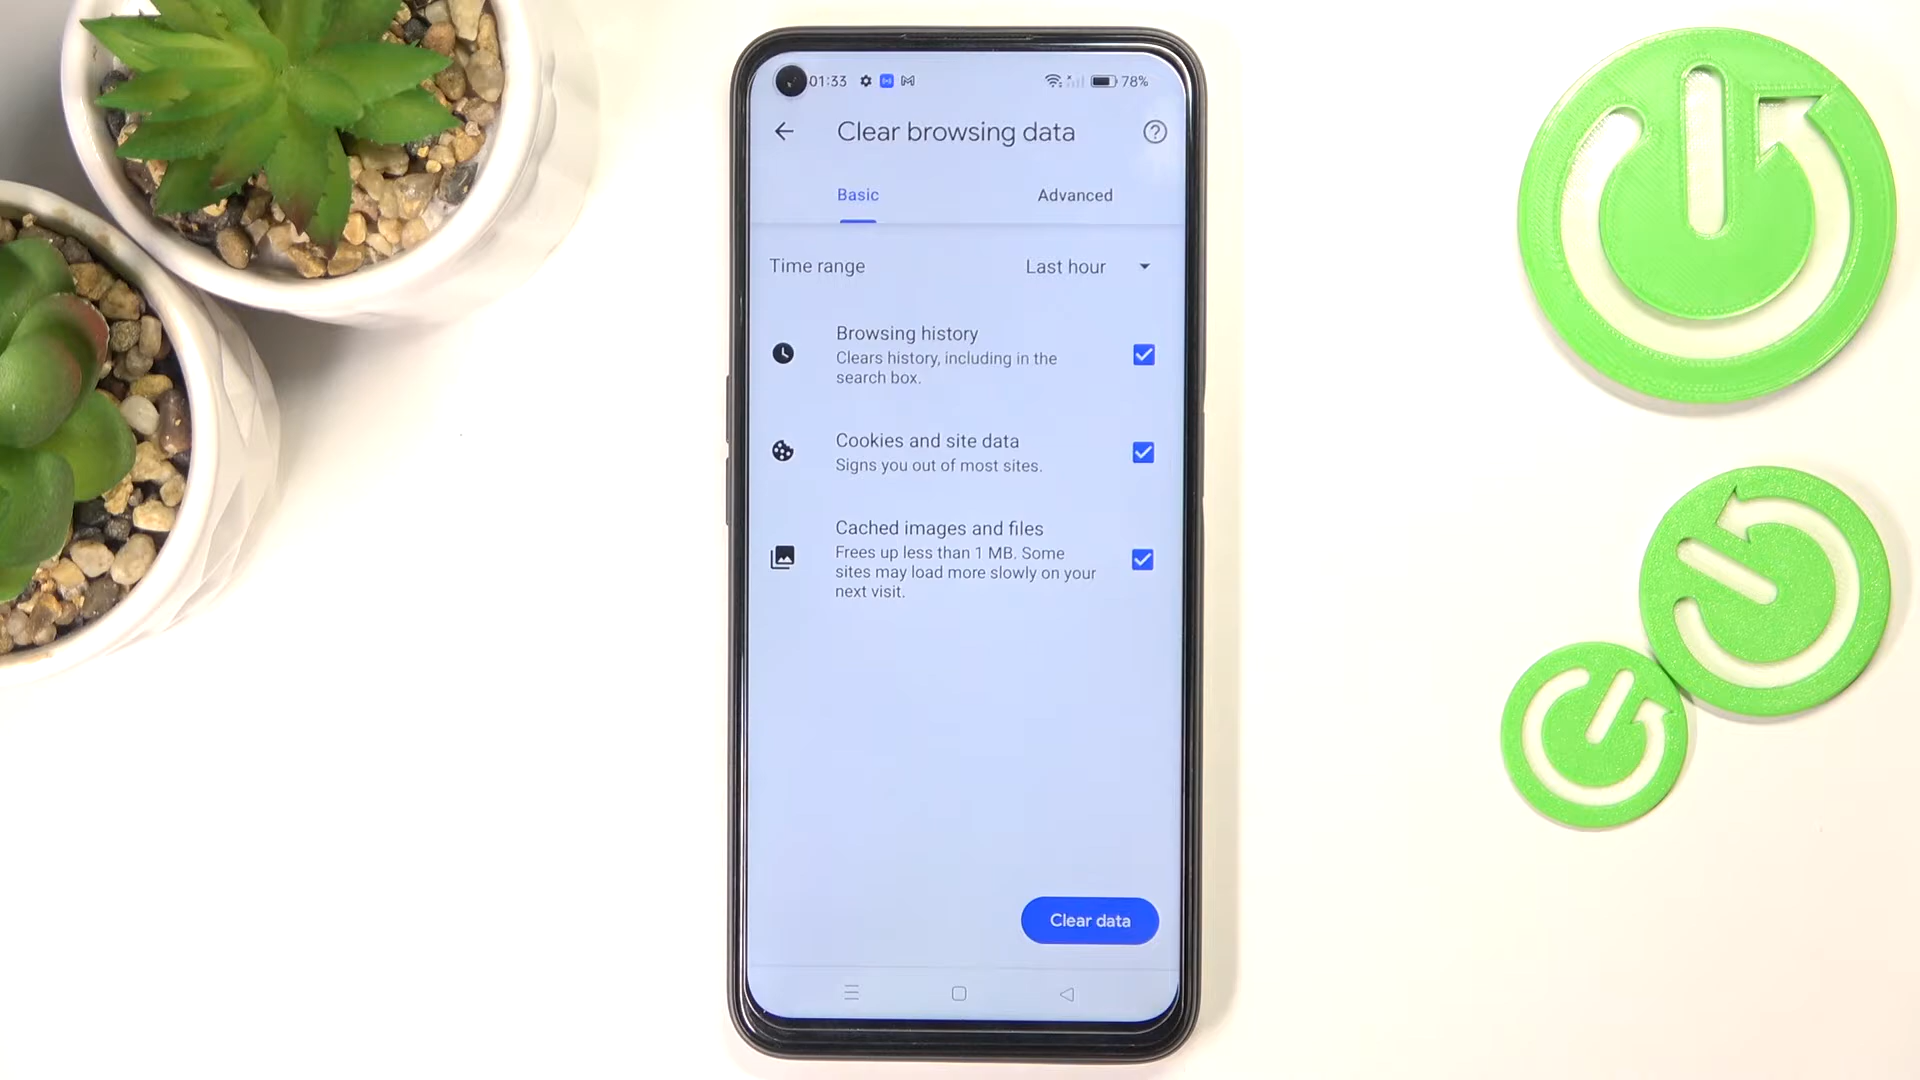 01:33 78%
Clear browsing data
Basic Advanced
Time range Last hour
Browsing history
Clears history, including in the
search box.
Cookies and site data
Signs you out of most sites.
Cached images and files
Frees up less than 1 MB. Some
sites may load more slowly on your
next visit.
Clear data